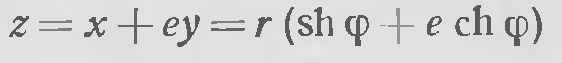 z = x + ey = r (sh φ + e ch φ)